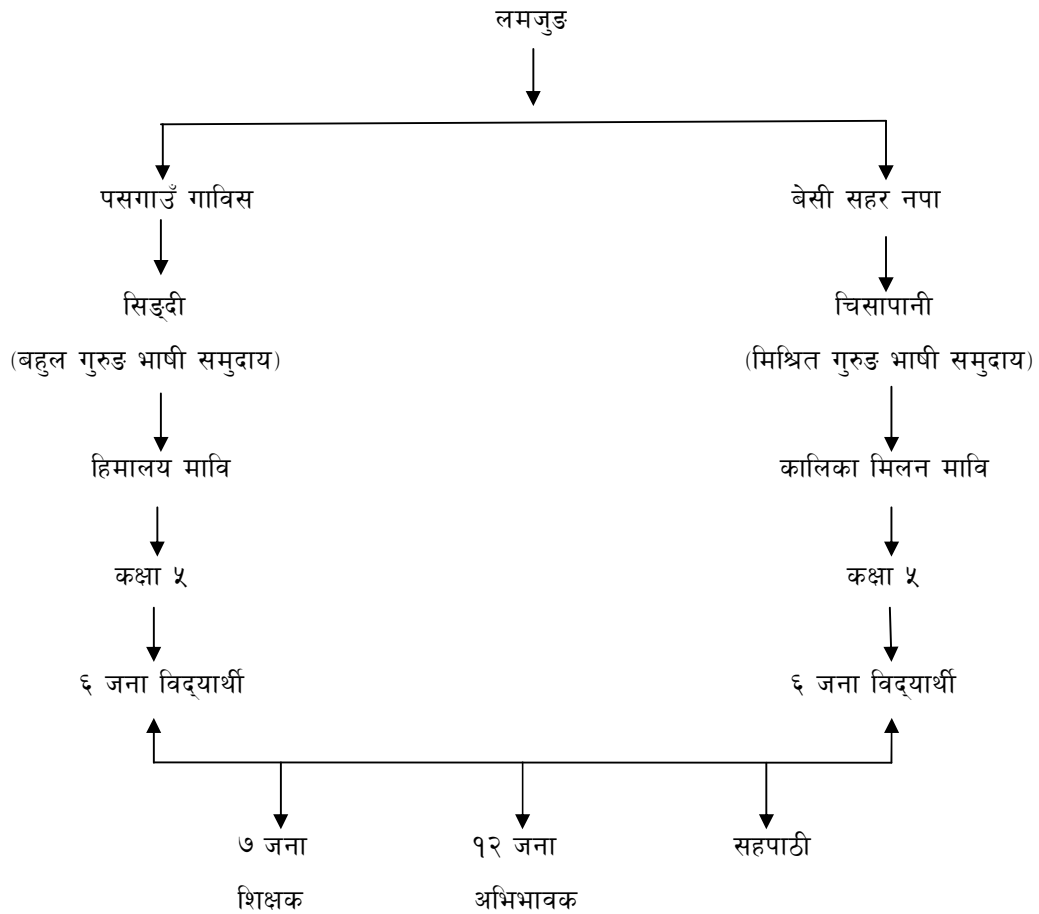 लमजुङ
पसगाउँ गाविस
बेसी सहर नपा
सिङ्दी
चिसापानी
(बहुल गुरुङ भाषी समुदाय)
(मिश्रित गुरुङ भाषी समुदाय)
हिमालय मावि
कालिका मिलन मावि
कक्षा ५
कक्षा ५
६ जना विद्‌यार्थी
६ जना विद्‌यार्थी
७ जना
१२ जना
सहपाठी
शिक्षक
अभिभावक